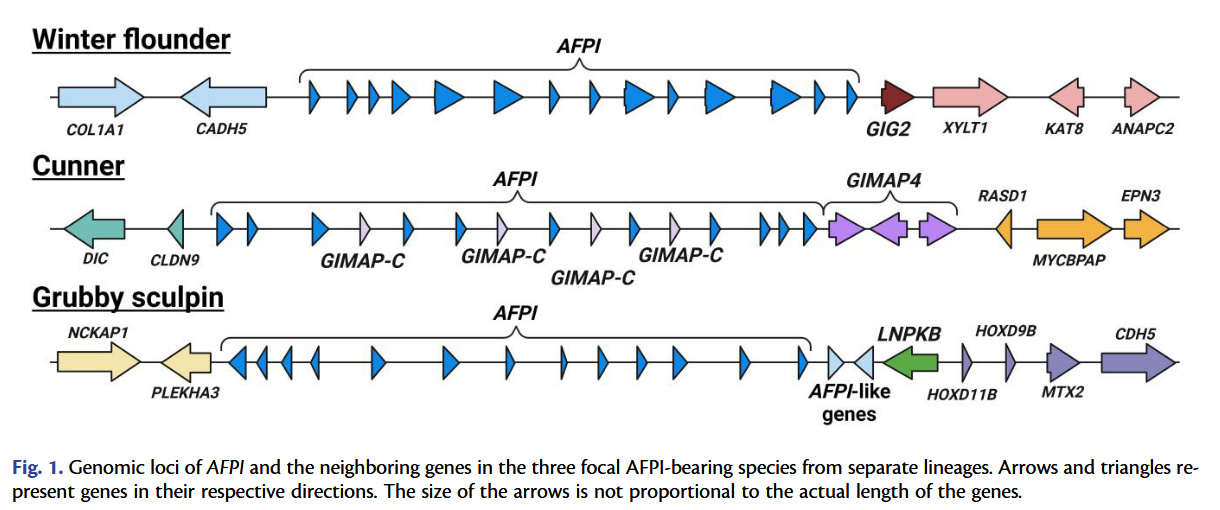 Winter flounder
AFPI
COL1A1
CADH5
GIG2
XYLT1
KAT8
ANAPC2
Cunner
AFPI
GIMAP4
RASD1
EPN3
DIC
CLDN9
GIMAP-C
GIMAP-C
GIMAP-C
GIMAP-C
MYCBPAP
Grubby sculpin
NCKAP1
AFPI
LNPKB
HOXD9B
CDH5
PLEKHA3
AFPI-like
genes
HOXD11B
MTX2
Fig. 1. Genomic loci of AFPI and the neighboring genes in the three focal AFPI-bearing species from separate lineages. Arrows and triangles re-
present genes in their respective directions. The size of the arrows is not proportional to the actual length of the genes.